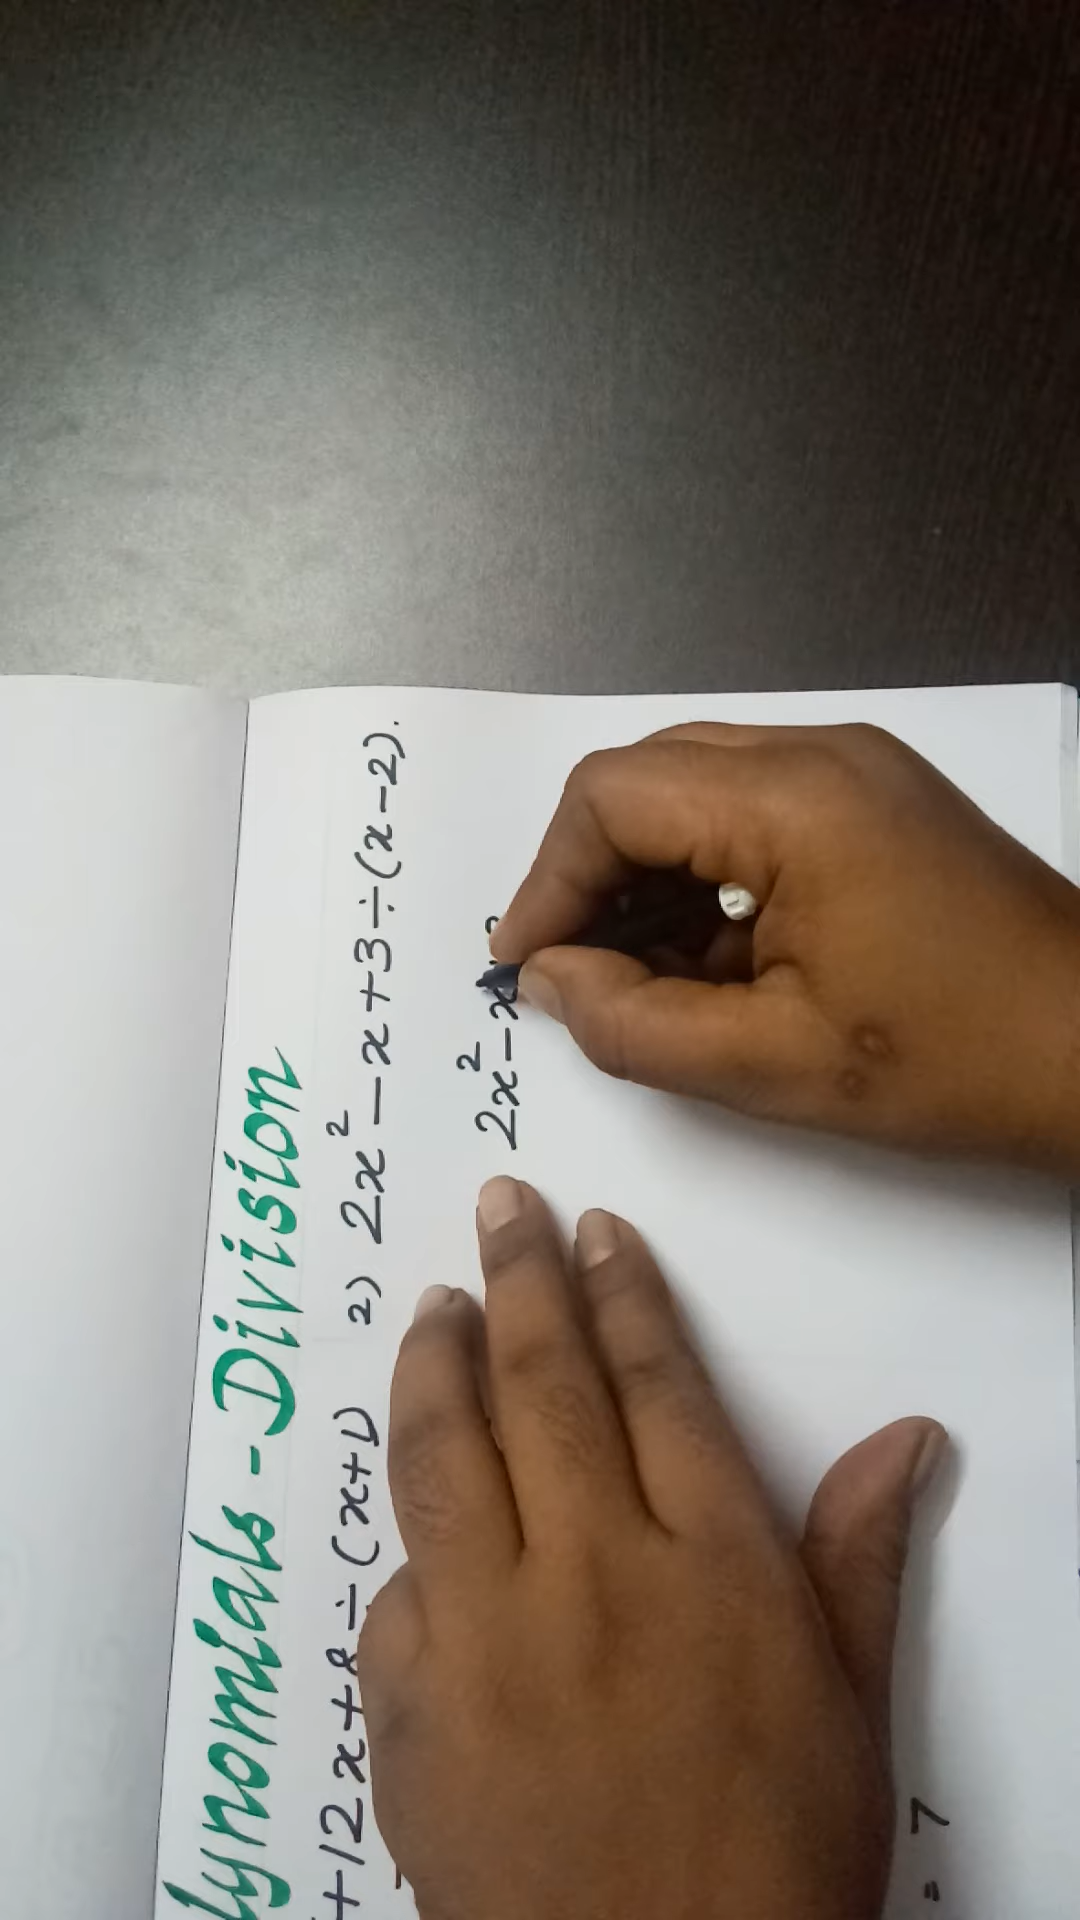 lynomials - Division
+12x+8÷(x+1)
2) 2x²-x+3÷(x-2).
2x²-x
= 7